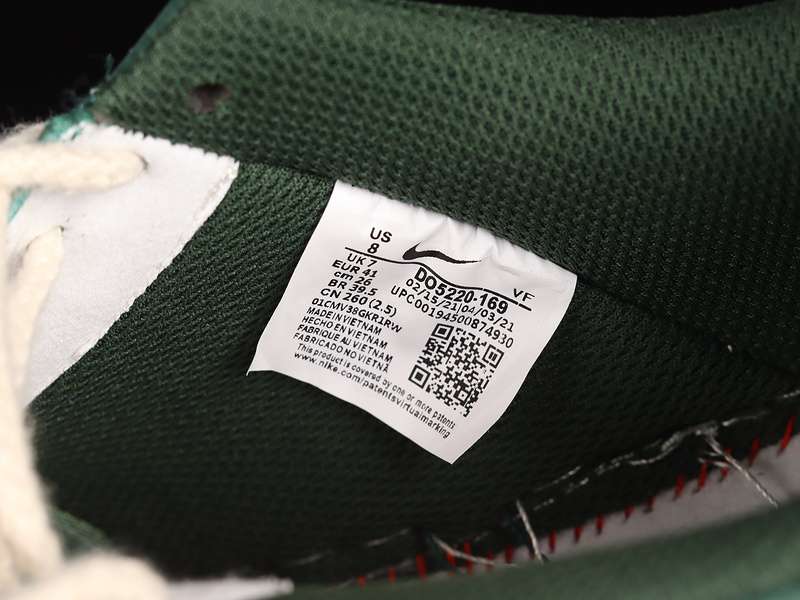 US
8
UK 7
EUR 41
cm 26
BR 39.5
CN 260 (2.5)
VF
DO5220-169
02/15/21 04/03/21
UPC00194500874930
01CMV38GKR1RW
MADE IN VIETNAM
HECHO EN VIETNAM
FABRIQUE AU VIETNAM
FABRICADO NO VIETNÃ
This product is covered by one or more patents
www.nike.com/patentsvirtualmarking